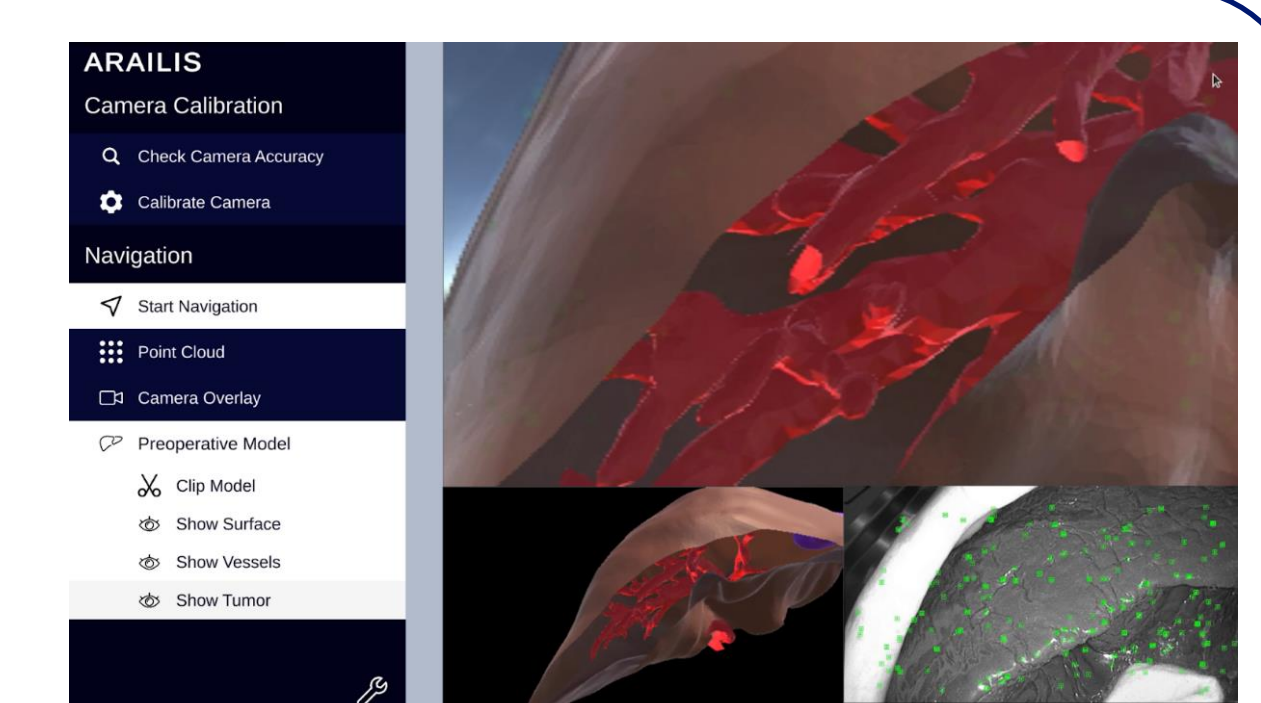 ARAILIS
Camera Calibration
Check Camera Accuracy
Calibrate Camera
Navigation
Start Navigation
Point Cloud
Camera Overlay
Preoperative Model
Clip Model
Show Surface
Show Vessels
Show Tumor